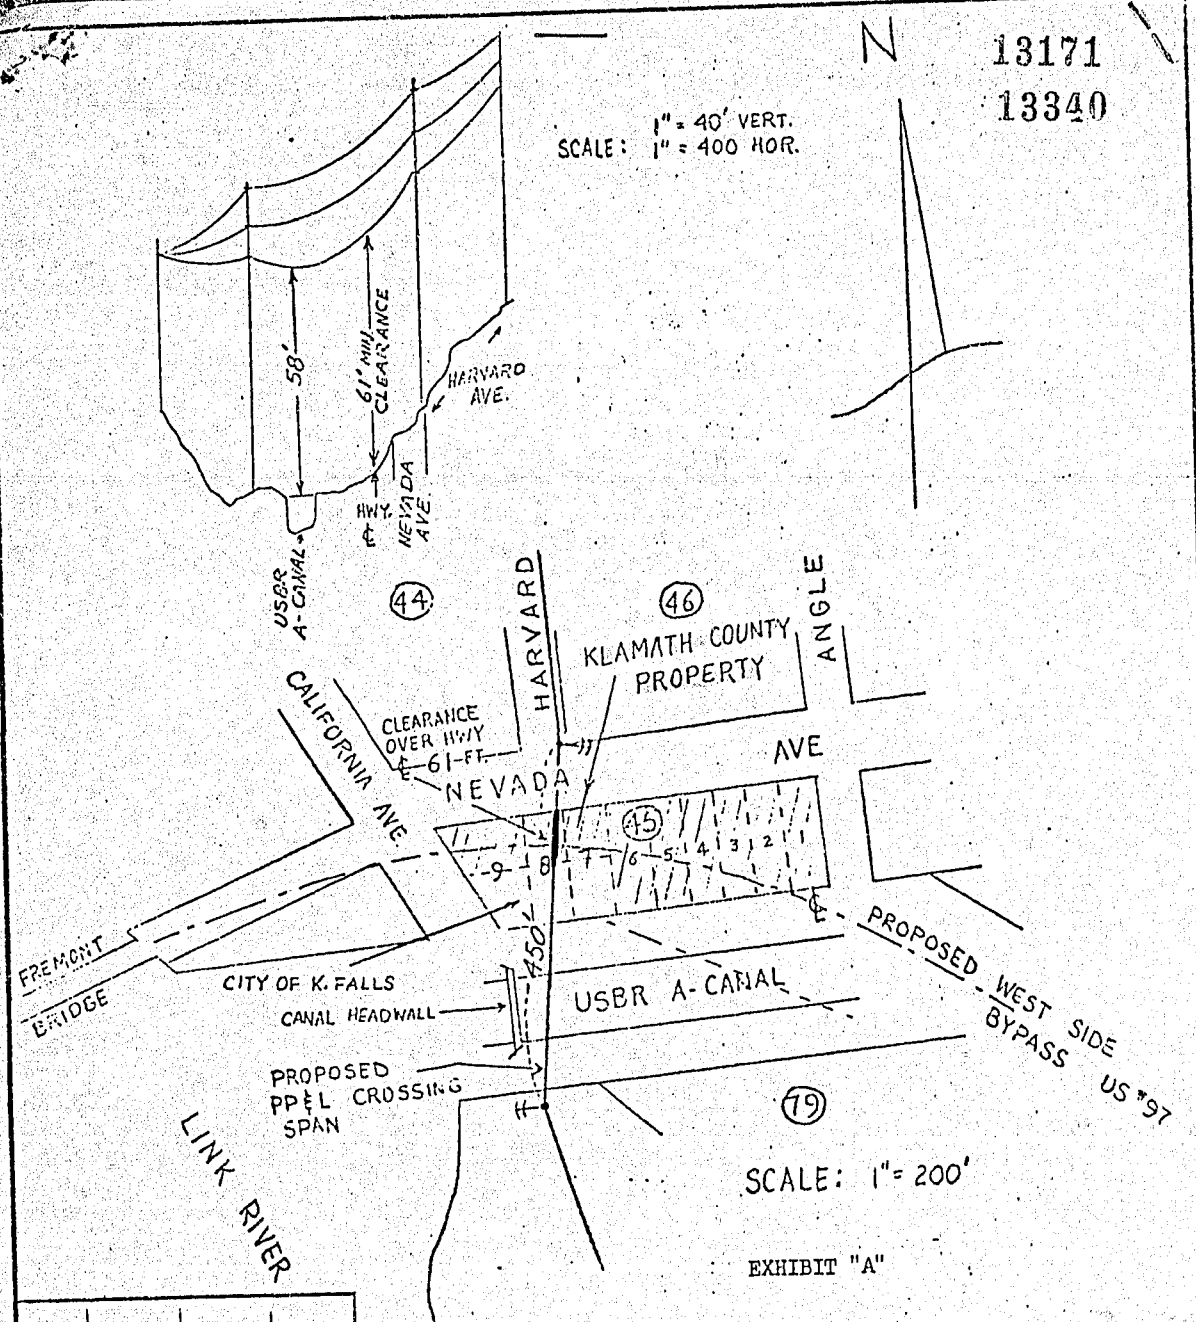 N
13171
13340
1" = 40' VERT.
SCALE: 1" = 400 HOR.
58'
61' MIN.
CLEARANCE
HARVARD
AVE.
HWY.
℄
NEVADA
AVE.
USBR
A-CANAL
44
HARVARD
46
ANGLE
KLAMATH COUNTY
PROPERTY
CALIFORNIA AVE.
CLEARANCE
OVER HWY
℄ 61-FT.
NEVADA
AVE
45
9 8 7 6 5 4 3 2
℄
450'
FREMONT
BRIDGE
CITY OF K. FALLS
CANAL HEADWALL
USBR A-CANAL
PROPOSED WEST SIDE
BYPASS US #97
PROPOSED
PP&L CROSSING
SPAN
79
LINK RIVER
SCALE: 1" = 200'
EXHIBIT "A"